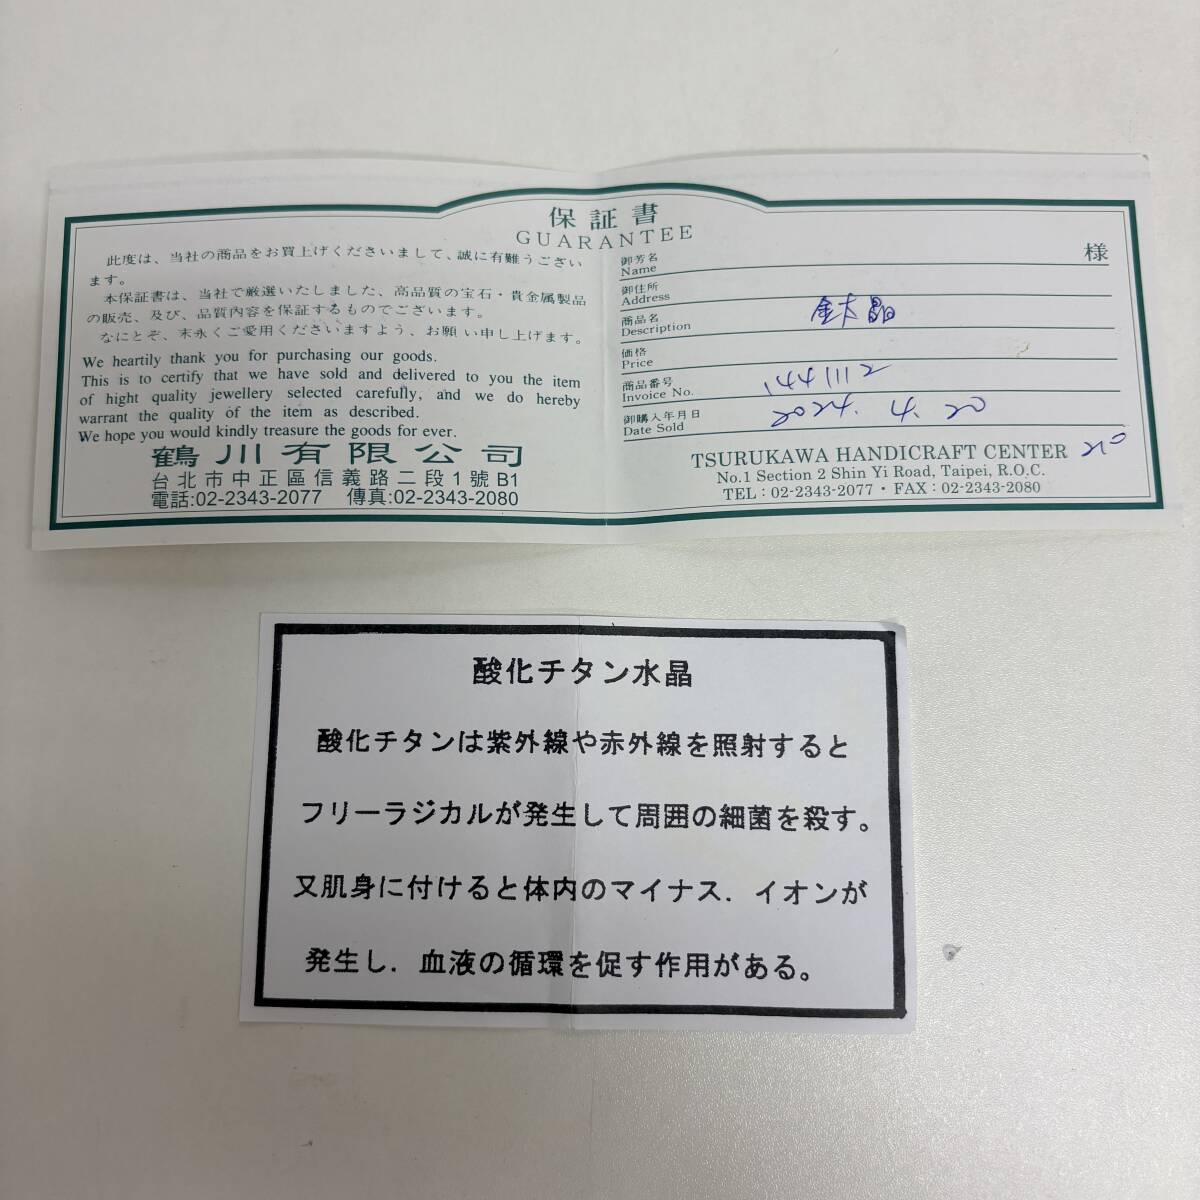 保証書
GUARANTEE
此度は、当社の商品をお買上げくださいまして、誠に有難うござい
ます。
本保証書は、当社で厳選いたしました、高品質の宝石・貴金属製品
の販売、及び、品質内容を保証するものでございます。
なにとぞ、末永くご愛用くださいますよう、お願い申し上げます。
We heartily thank you for purchasing our goods.
This is to certify that we have sold and delivered to you the item
of hight quality jewellery selected carefully, and we do hereby
warrant the quality of the item as described.
We hope you would kindly treasure the goods for ever.
鶴川有限公司
台北市中正區信義路二段1號B1
電話:02-2343-2077 傳真:02-2343-2080
御芳名 様
Name
御住所
Address
商品名
Description
晶
価格
Price
商品番号
Invoice No.
御購入年月日 2024. 4. 20
Date Sold
TSURUKAWA HANDICRAFT CENTER
No.1 Section 2 Shin Yi Road, Taipei, R.O.C.
TEL : 02-2343-2077・FAX : 02-2343-2080
酸化チタン水晶
酸化チタンは紫外線や赤外線を照射すると
フリーラジカルが発生して周囲の細菌を殺す。
又肌身に付けると体内のマイナス．イオンが
発生し．血液の循環を促す作用がある。